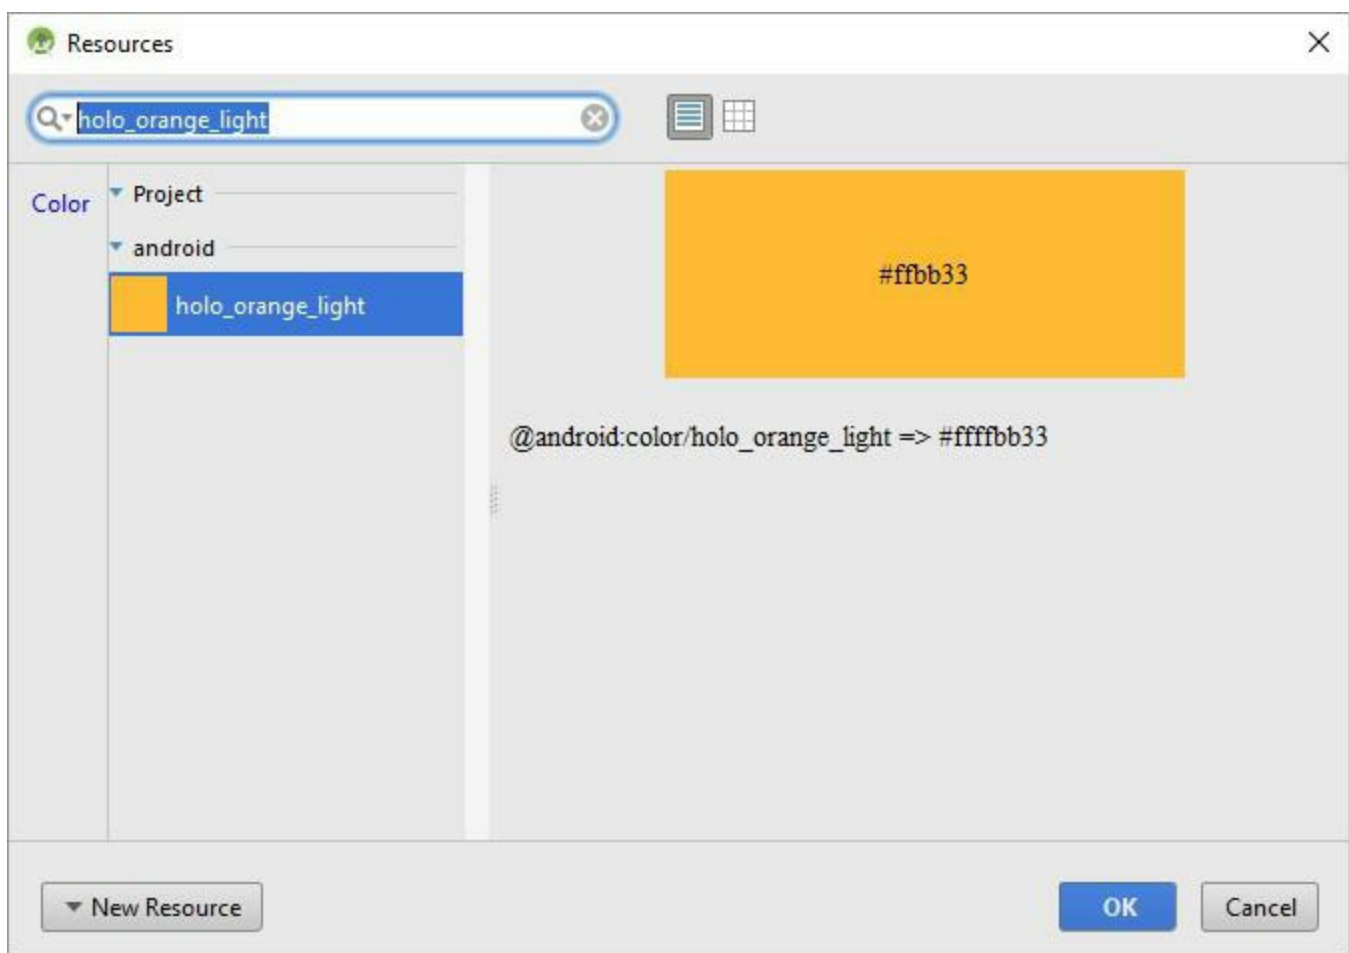 Resources
holo_orange_light
Color
Project
android
holo_orange_light
#ffbb33
@android:color/holo_orange_light => #ffffbb33
New Resource
OK
Cancel